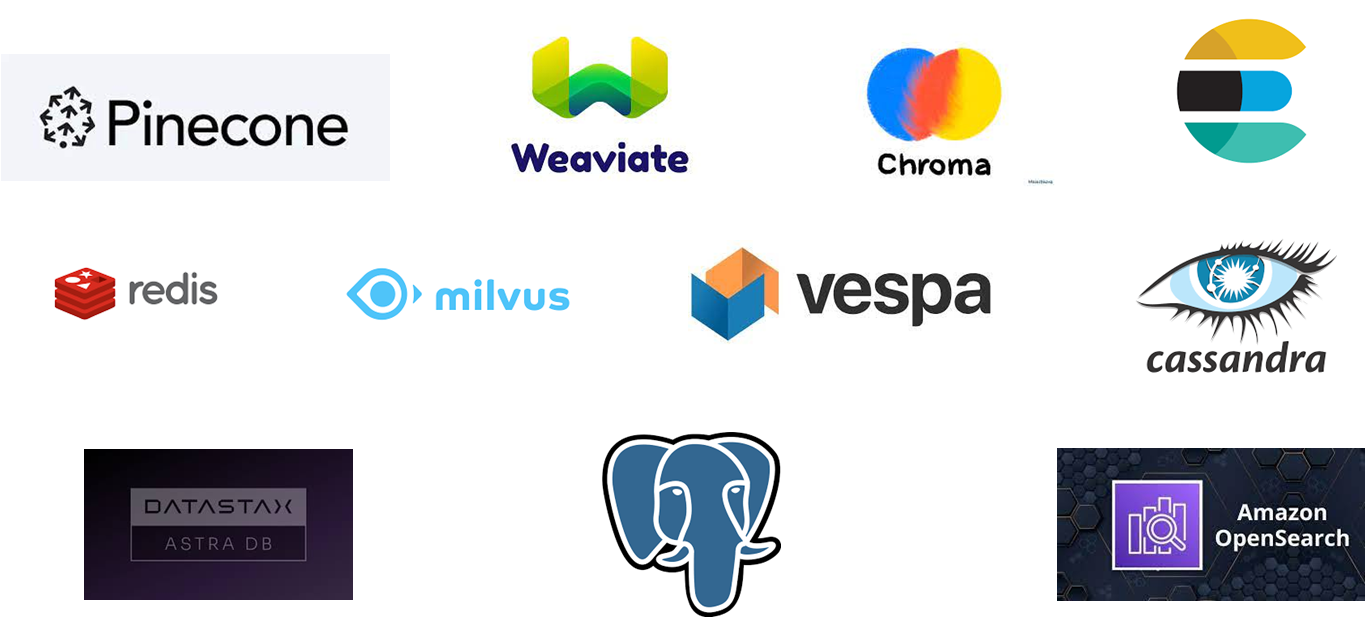 Pinecone
Weaviate
Chroma
redis
milvus
vespa
cassandra
DATASTAX
ASTRA DB
Amazon
OpenSearch